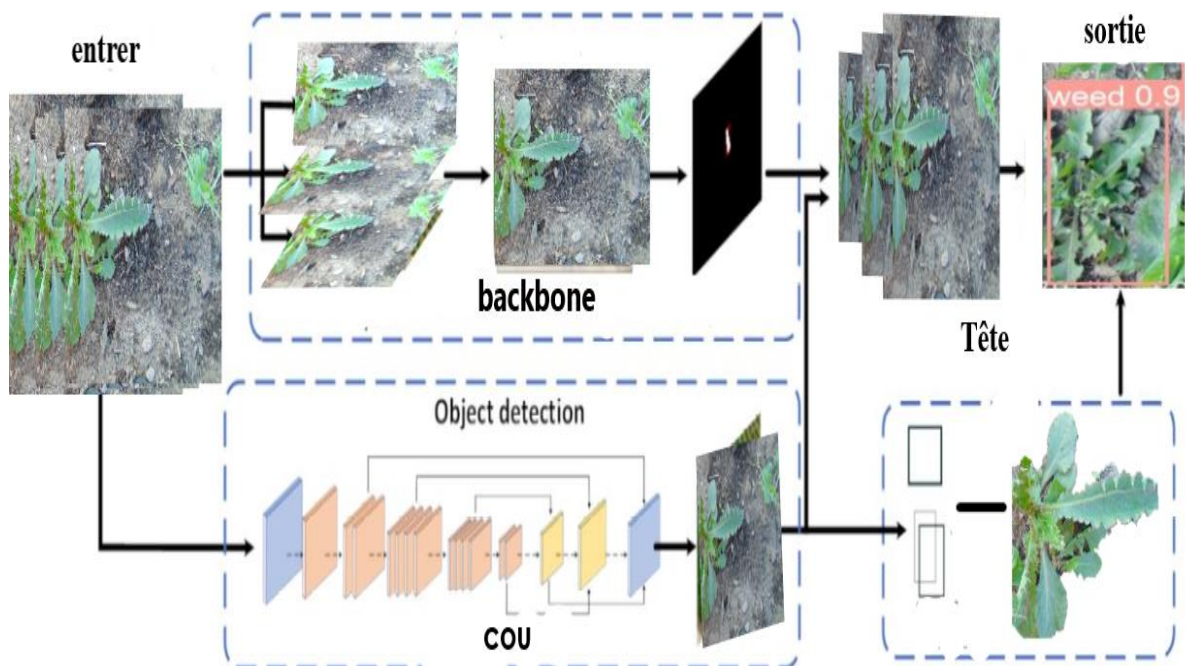 entrer
sortie
weed 0.9
backbone
Tête
Object detection
COU